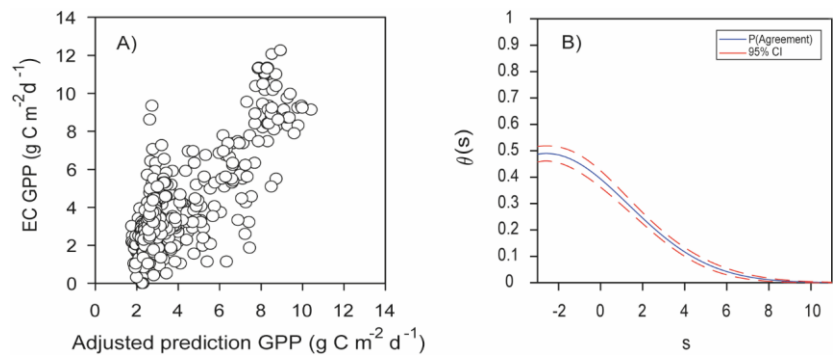 A)
EC GPP (g C m⁻²d⁻¹)
14
12
10
8
6
4
2
0
0 2 4 6 8 10 12 14
Adjusted prediction GPP (g C m⁻² d⁻¹)
B)
P(Agreement)
95% CI
θ(s)
1
0.9
0.8
0.7
0.6
0.5
0.4
0.3
0.2
0.1
0
-2 0 2 4 6 8 10
s